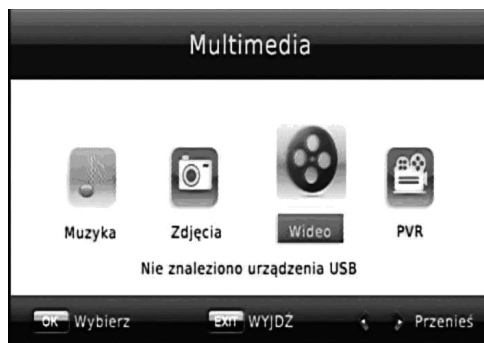 Multimedia
Muzyka Zdjęcia Wideo PVR
Nie znaleziono urządzenia USB
OK Wybierz EXIT WYJDŹ Przenieś